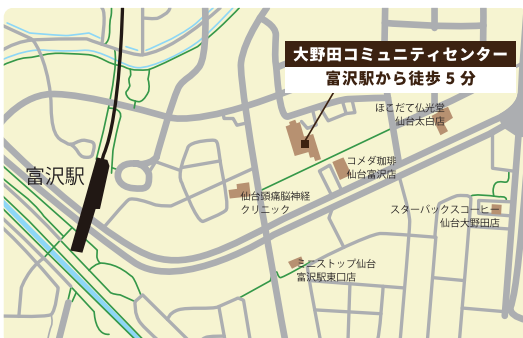 大野田コミュニティセンター
富沢駅から徒歩5分
ほこだて仏光堂
仙台太白店
富沢駅
コメダ珈琲
仙台富沢店
仙台頭痛脳神経
クリニック
スターバックスコーヒー
仙台大野田店
ミニストップ仙台
富沢駅東口店